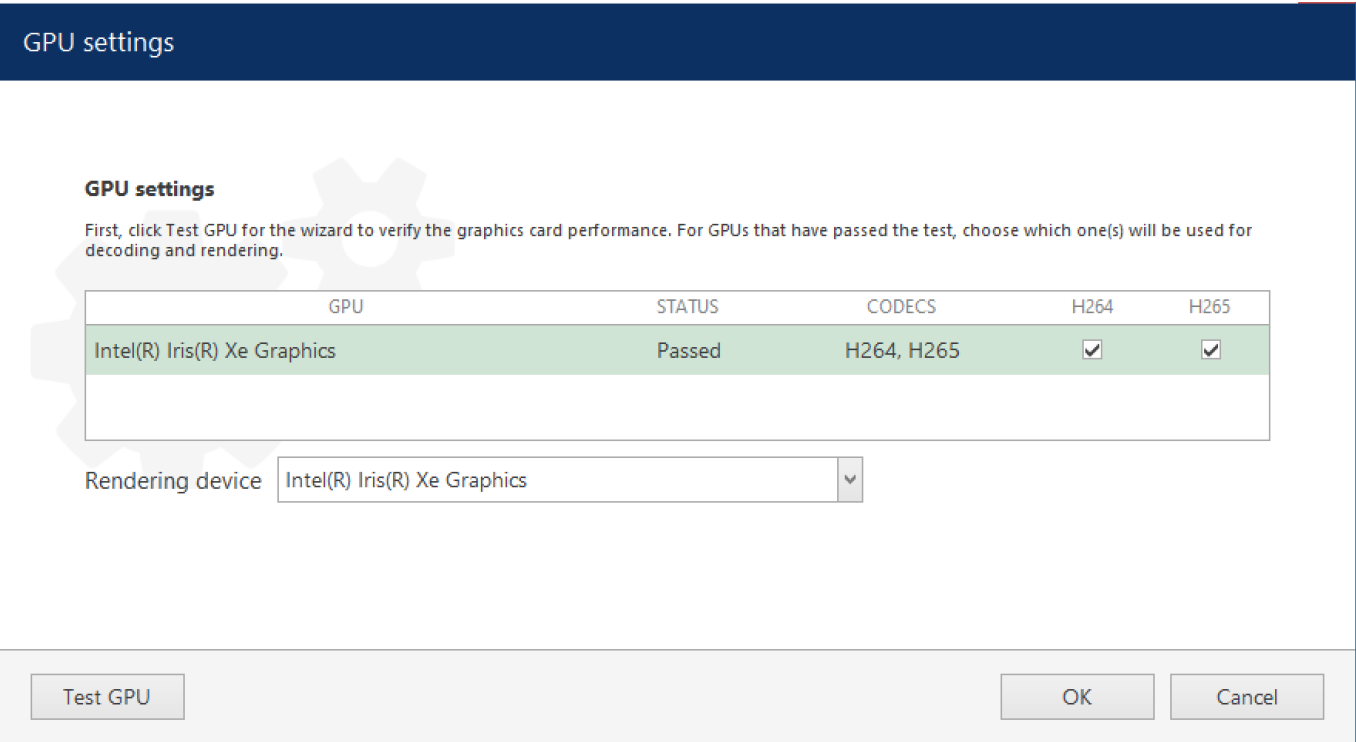 GPU settings
GPU settings
First, click Test GPU for the wizard to verify the graphics card performance. For GPUs that have passed the test, choose which one(s) will be used for
decoding and rendering.
GPU STATUS CODECS H264 H265
Intel(R) Iris(R) Xe Graphics Passed H264, H265
Rendering device Intel(R) Iris(R) Xe Graphics
Test GPU OK Cancel